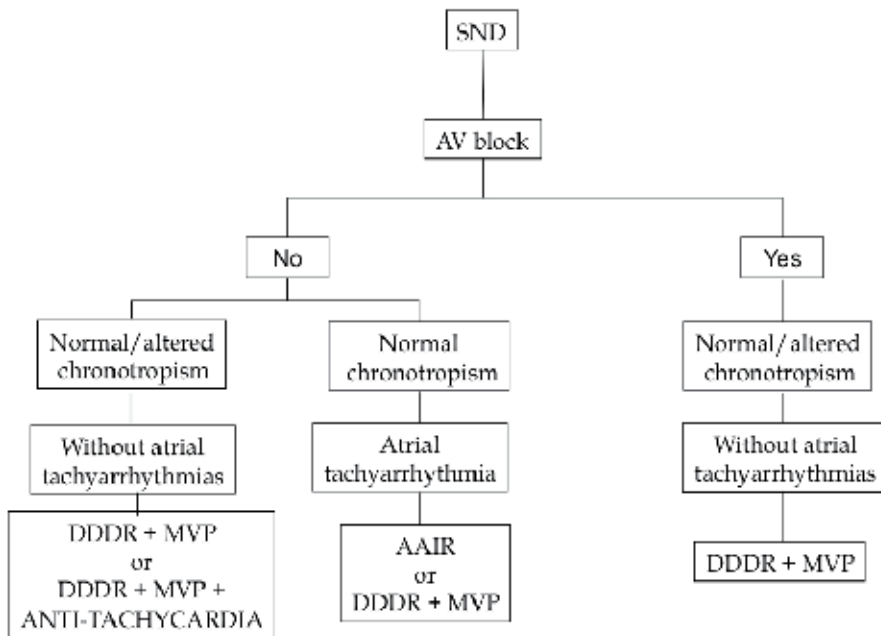 SND
AV block
No
Yes
Normal/altered
chronotropism
Normal
chronotropism
Normal/altered
chronotropism
Without atrial
tachyarrhythmias
Atrial
tachyarrhythmia
Without atrial
tachyarrhythmias
DDDR + MVP
or
DDDR + MVP +
ANTI-TACHYCARDIA
AAIR
or
DDDR + MVP
DDDR + MVP